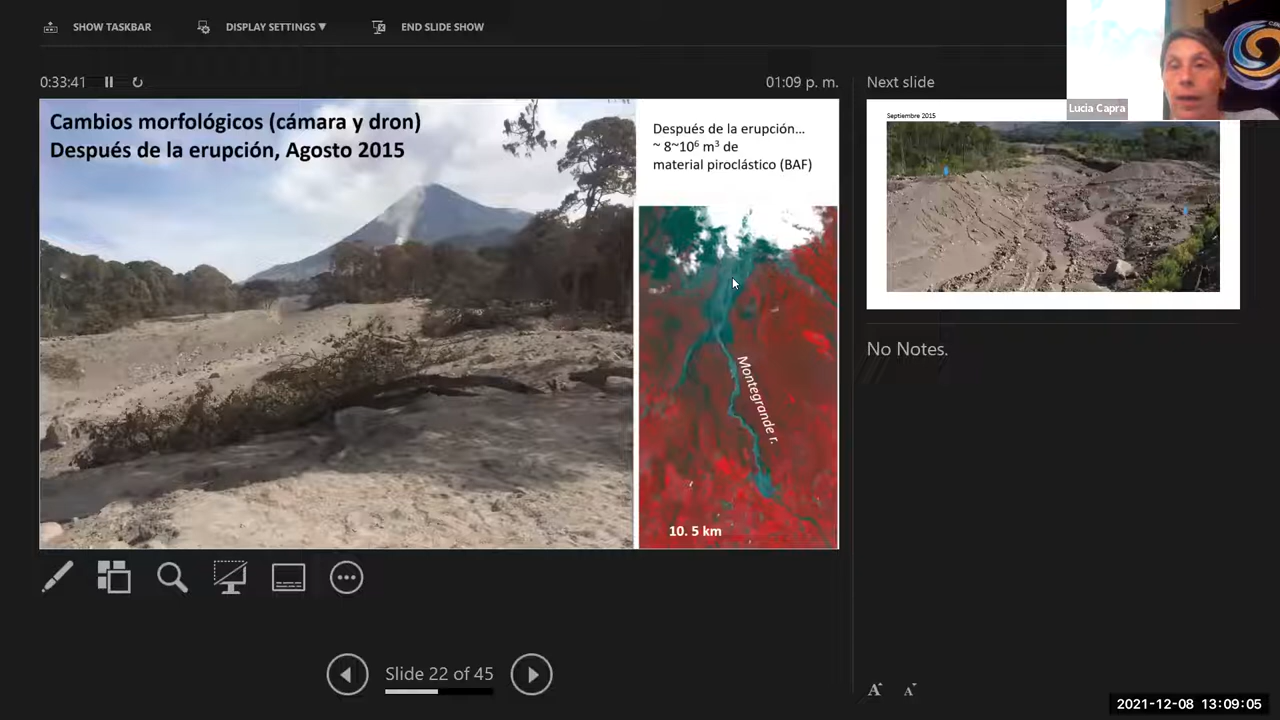 SHOW TASKBAR
DISPLAY SETTINGS ▼
END SLIDE SHOW
0:33:41
01:09 p. m.
Next slide
Lucia Capra
Cambios morfológicos (cámara y dron)
Después de la erupción, Agosto 2015
Después de la erupción...
~ 8~10⁶ m³ de
material piroclástico (BAF)
Montegrande r.
10. 5 km
Septiembre 2015
No Notes.
Slide 22 of 45
A A
2021-12-08 13:09:05